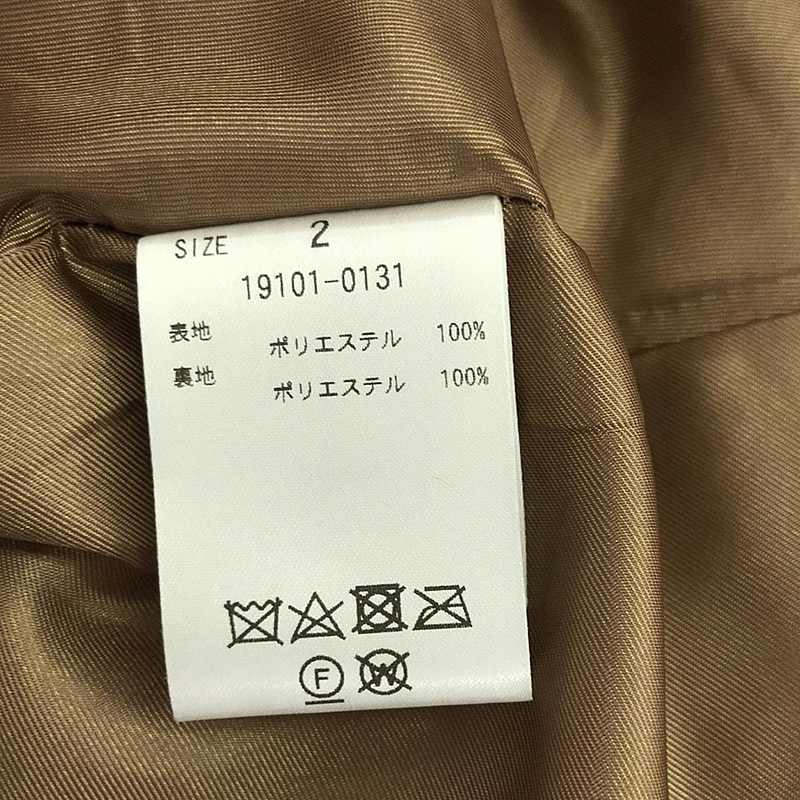 SIZE 2
19101-0131
表地 ポリエステル 100%
裏地 ポリエステル 100%
F W